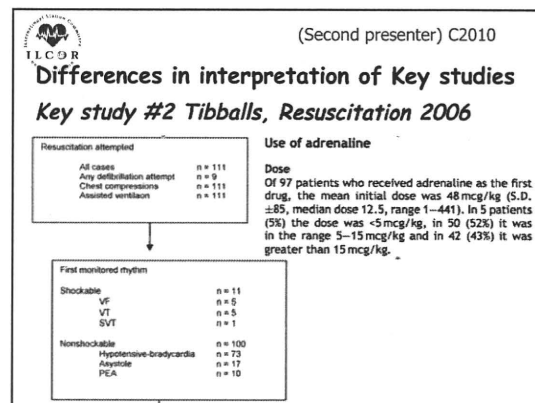 (Second presenter) C2010
ILCOR
Differences in interpretation of Key studies
Key study #2 Tibballs, Resuscitation 2006
Resuscitation attempted
All cases n = 111
Any defibrillation attempt n = 9
Chest compressions n = 111
Assisted ventilaon n = 111
First monitored rhythm
Shockable n = 11
VF n = 5
VT n = 5
SVT n = 1
Nonshockable n = 100
Hypotensive-bradycardia n = 73
Asystole n = 17
PEA n = 10
Use of adrenaline
Dose
Of 97 patients who received adrenaline as the first
drug, the mean initial dose was 48 mcg/kg (S.D.
±85, median dose 12.5, range 1–441). In 5 patients
(5%) the dose was <5 mcg/kg, in 50 (52%) it was
in the range 5–15 mcg/kg and in 42 (43%) it was
greater than 15 mcg/kg.